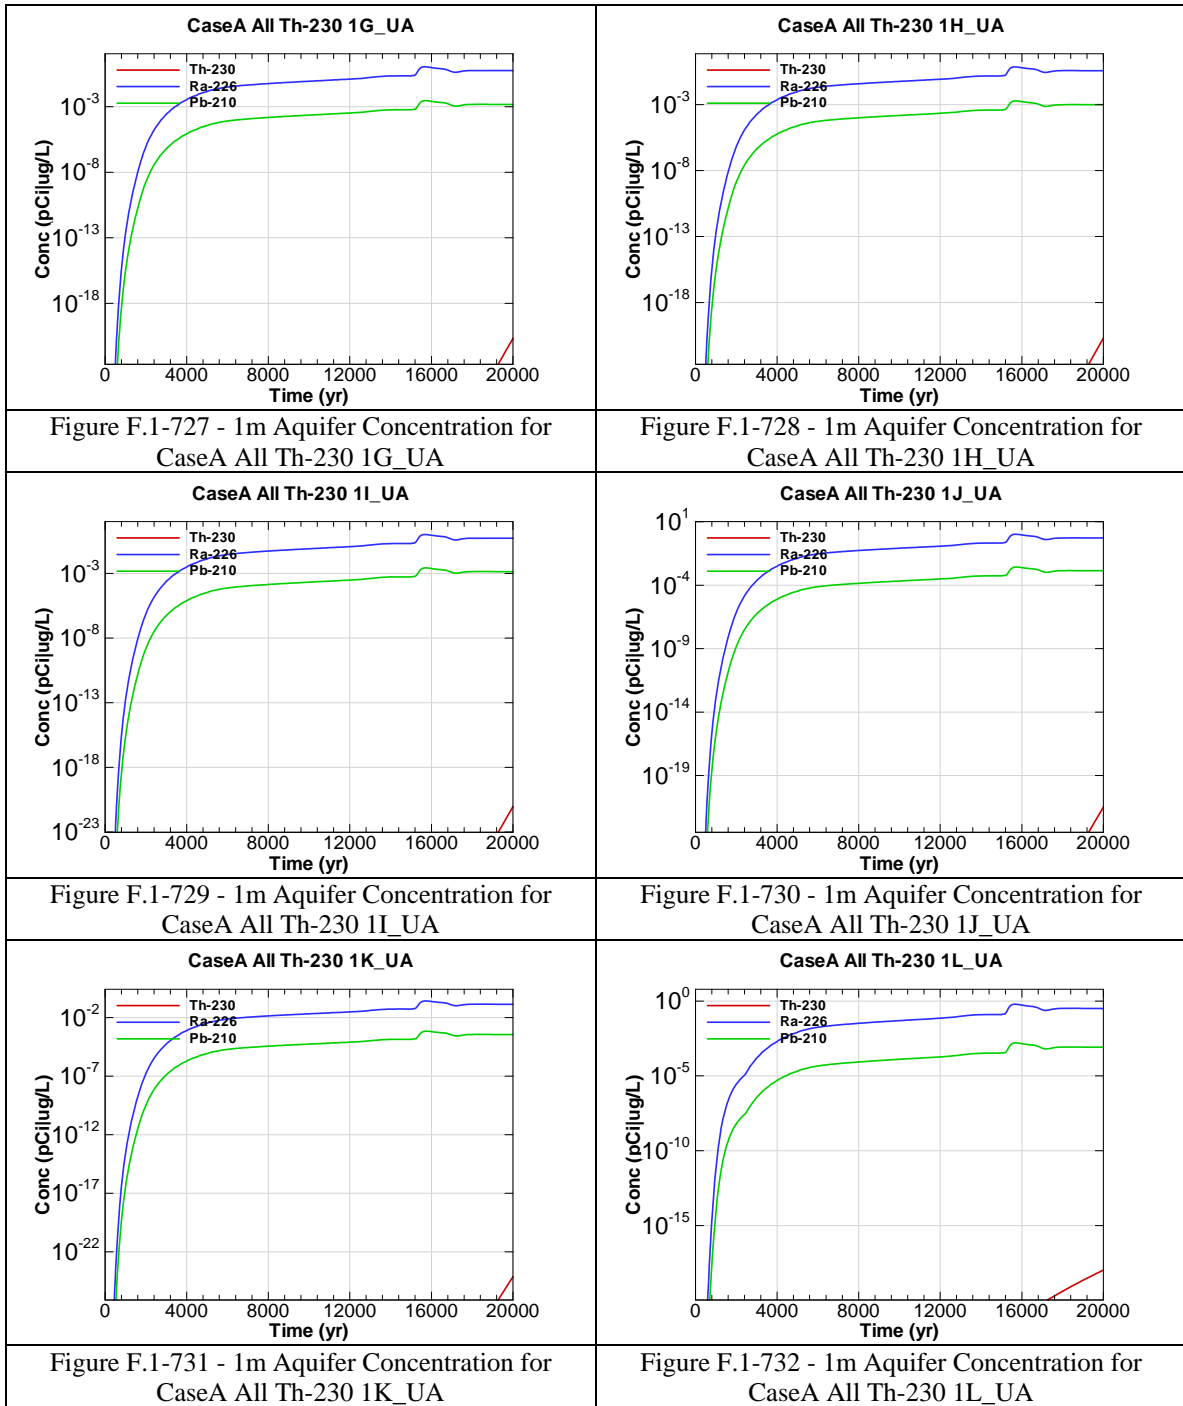 CaseA All Th-230 1G_UA
Th-230
Ra-226
Pb-210
10-3
10-8
10-13
10-18
Conc (pCi|ug/L)
0 4000 8000 12000 16000 20000
Time (yr)
Figure F.1-727 - 1m Aquifer Concentration for
CaseA All Th-230 1G_UA
CaseA All Th-230 1H_UA
Th-230
Ra-226
Pb-210
10-3
10-8
10-13
10-18
Conc (pCi|ug/L)
0 4000 8000 12000 16000 20000
Time (yr)
Figure F.1-728 - 1m Aquifer Concentration for
CaseA All Th-230 1H_UA
CaseA All Th-230 1I_UA
Th-230
Ra-226
Pb-210
10-3
10-8
10-13
10-18
10-23
Conc (pCi|ug/L)
0 4000 8000 12000 16000 20000
Time (yr)
Figure F.1-729 - 1m Aquifer Concentration for
CaseA All Th-230 1I_UA
CaseA All Th-230 1J_UA
Th-230
Ra-226
Pb-210
101
10-4
10-9
10-14
10-19
Conc (pCi|ug/L)
0 4000 8000 12000 16000 20000
Time (yr)
Figure F.1-730 - 1m Aquifer Concentration for
CaseA All Th-230 1J_UA
CaseA All Th-230 1K_UA
Th-230
Ra-226
Pb-210
10-2
10-7
10-12
10-17
10-22
Conc (pCi|ug/L)
0 4000 8000 12000 16000 20000
Time (yr)
Figure F.1-731 - 1m Aquifer Concentration for
CaseA All Th-230 1K_UA
CaseA All Th-230 1L_UA
Th-230
Ra-226
Pb-210
100
10-5
10-10
10-15
Conc (pCi|ug/L)
0 4000 8000 12000 16000 20000
Time (yr)
Figure F.1-732 - 1m Aquifer Concentration for
CaseA All Th-230 1L_UA